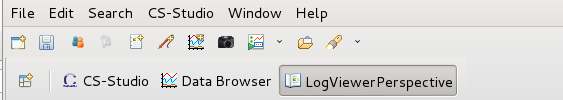 File Edit Search CS-Studio Window Help
CS-Studio Data Browser LogViewerPerspective